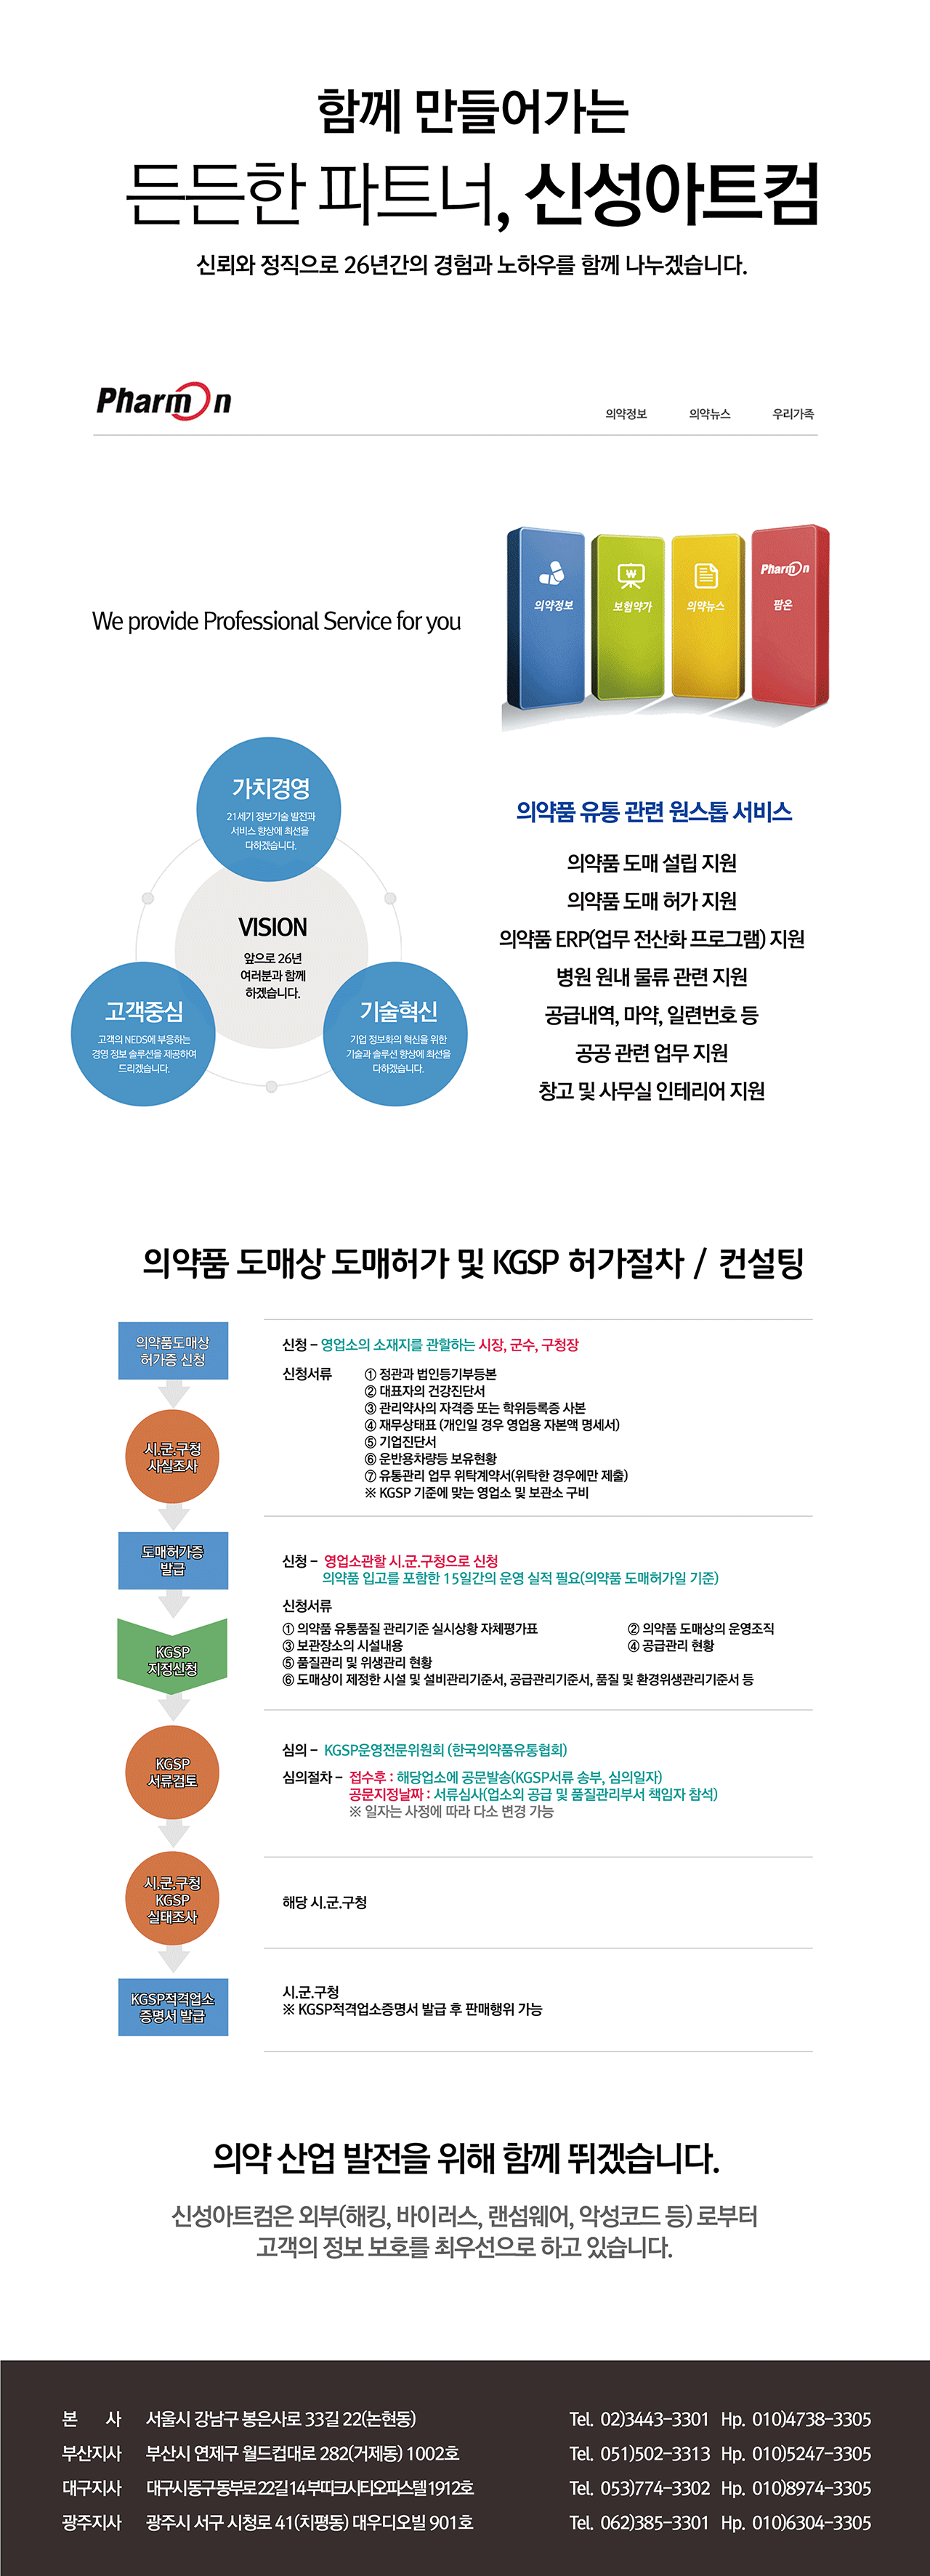 함께 만들어가는
든든한 파트너, 신성아트컴
신뢰와 정직으로 26년간의 경험과 노하우를 함께 나누겠습니다.
PharmOn
의약정보 의약뉴스 우리가족
We provide Professional Service for you
의약정보 보험약가 의약뉴스 PharmOn 팜온
가치경영
21세기 정보기술 발전과
서비스 향상에 최선을
다하겠습니다.
VISION
앞으로 26년
여러분과 함께
하겠습니다.
고객중심
고객의 NEDS에 부응하는
경영 정보 솔루션을 제공하여
드리겠습니다.
기술혁신
기업 정보화의 혁신을 위한
기술과 솔루션 향상에 최선을
다하겠습니다.
의약품 유통 관련 원스톱 서비스
의약품 도매 설립 지원
의약품 도매 허가 지원
의약품 ERP(업무 전산화 프로그램) 지원
병원 원내 물류 관련 지원
공급내역, 마약, 일련번호 등
공공 관련 업무 지원
창고 및 사무실 인테리어 지원
의약품 도매상 도매허가 및 KGSP 허가절차 / 컨설팅
의약품도매상
허가증 신청
신청 – 영업소의 소재지를 관할하는 시장, 군수, 구청장
신청서류 ① 정관과 법인등기부등본
② 대표자의 건강진단서
③ 관리약사의 자격증 또는 학위등록증 사본
④ 재무상태표 (개인일 경우 영업용 자본액 명세서)
⑤ 기업진단서
⑥ 운반용차량등 보유현황
⑦ 유통관리 업무 위탁계약서(위탁한 경우에만 제출)
※ KGSP 기준에 맞는 영업소 및 보관소 구비
시.군.구청
사실조사
도매허가증
발급
신청 – 영업소관할 시.군.구청으로 신청
의약품 입고를 포함한 15일간의 운영 실적 필요(의약품 도매허가일 기준)
신청서류
① 의약품 유통품질 관리기준 실시상황 자체평가표 ② 의약품 도매상의 운영조직
③ 보관장소의 시설내용 ④ 공급관리 현황
⑤ 품질관리 및 위생관리 현황
⑥ 도매상이 제정한 시설 및 설비관리기준서, 공급관리기준서, 품질 및 환경위생관리기준서 등
KGSP
지정신청
KGSP
서류검토
심의 – KGSP운영전문위원회 (한국의약품유통협회)
심의절차 – 접수후 : 해당업소에 공문발송(KGSP서류 송부, 심의일자)
공문지정날짜 : 서류심사(업소외 공급 및 품질관리부서 책임자 참석)
※ 일자는 사정에 따라 다소 변경 가능
시.군.구청
KGSP
실태조사
해당 시.군.구청
KGSP적격업소
증명서 발급
시.군.구청
※ KGSP적격업소증명서 발급 후 판매행위 가능
의약 산업 발전을 위해 함께 뛰겠습니다.
신성아트컴은 외부(해킹, 바이러스, 랜섬웨어, 악성코드 등) 로부터
고객의 정보 보호를 최우선으로 하고 있습니다.
본 사 서울시 강남구 봉은사로 33길 22(논현동) Tel. 02)3443-3301 Hp. 010)4738-3305
부산지사 부산시 연제구 월드컵대로 282(거제동) 1002호 Tel. 051)502-3313 Hp. 010)5247-3305
대구지사 대구시 동구 동부로 22길 14 부띠크시티오피스텔 1912호 Tel. 053)774-3302 Hp. 010)8974-3305
광주지사 광주시 서구 시청로 41(치평동) 대우디오빌 901호 Tel. 062)385-3301 Hp. 010)6304-3305